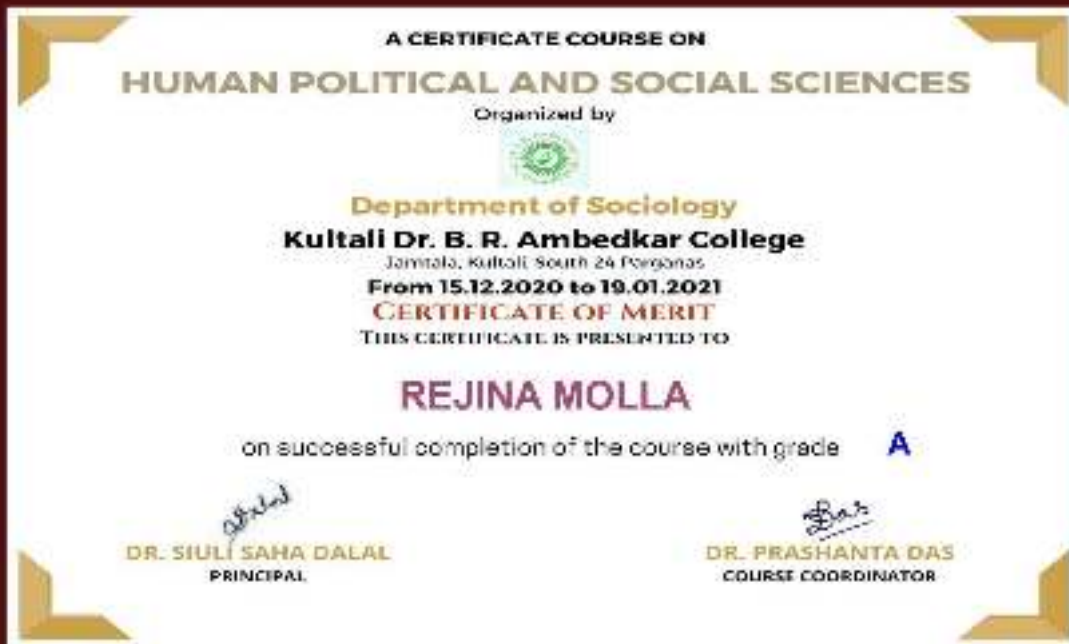 A CERTIFICATE COURSE ON
HUMAN POLITICAL AND SOCIAL SCIENCES
Organized by
Department of Sociology
Kultali Dr. B. R. Ambedkar College
Jamtala, Kultali, South 24 Parganas
From 15.12.2020 to 19.01.2021
CERTIFICATE OF MERIT
THIS CERTIFICATE IS PRESENTED TO
REJINA MOLLA
on successful completion of the course with grade A
Das
DR. SIULI SAHA DALAL
DR. PRASHANTA DAS
PRINCIPAL
COURSE COORDINATOR